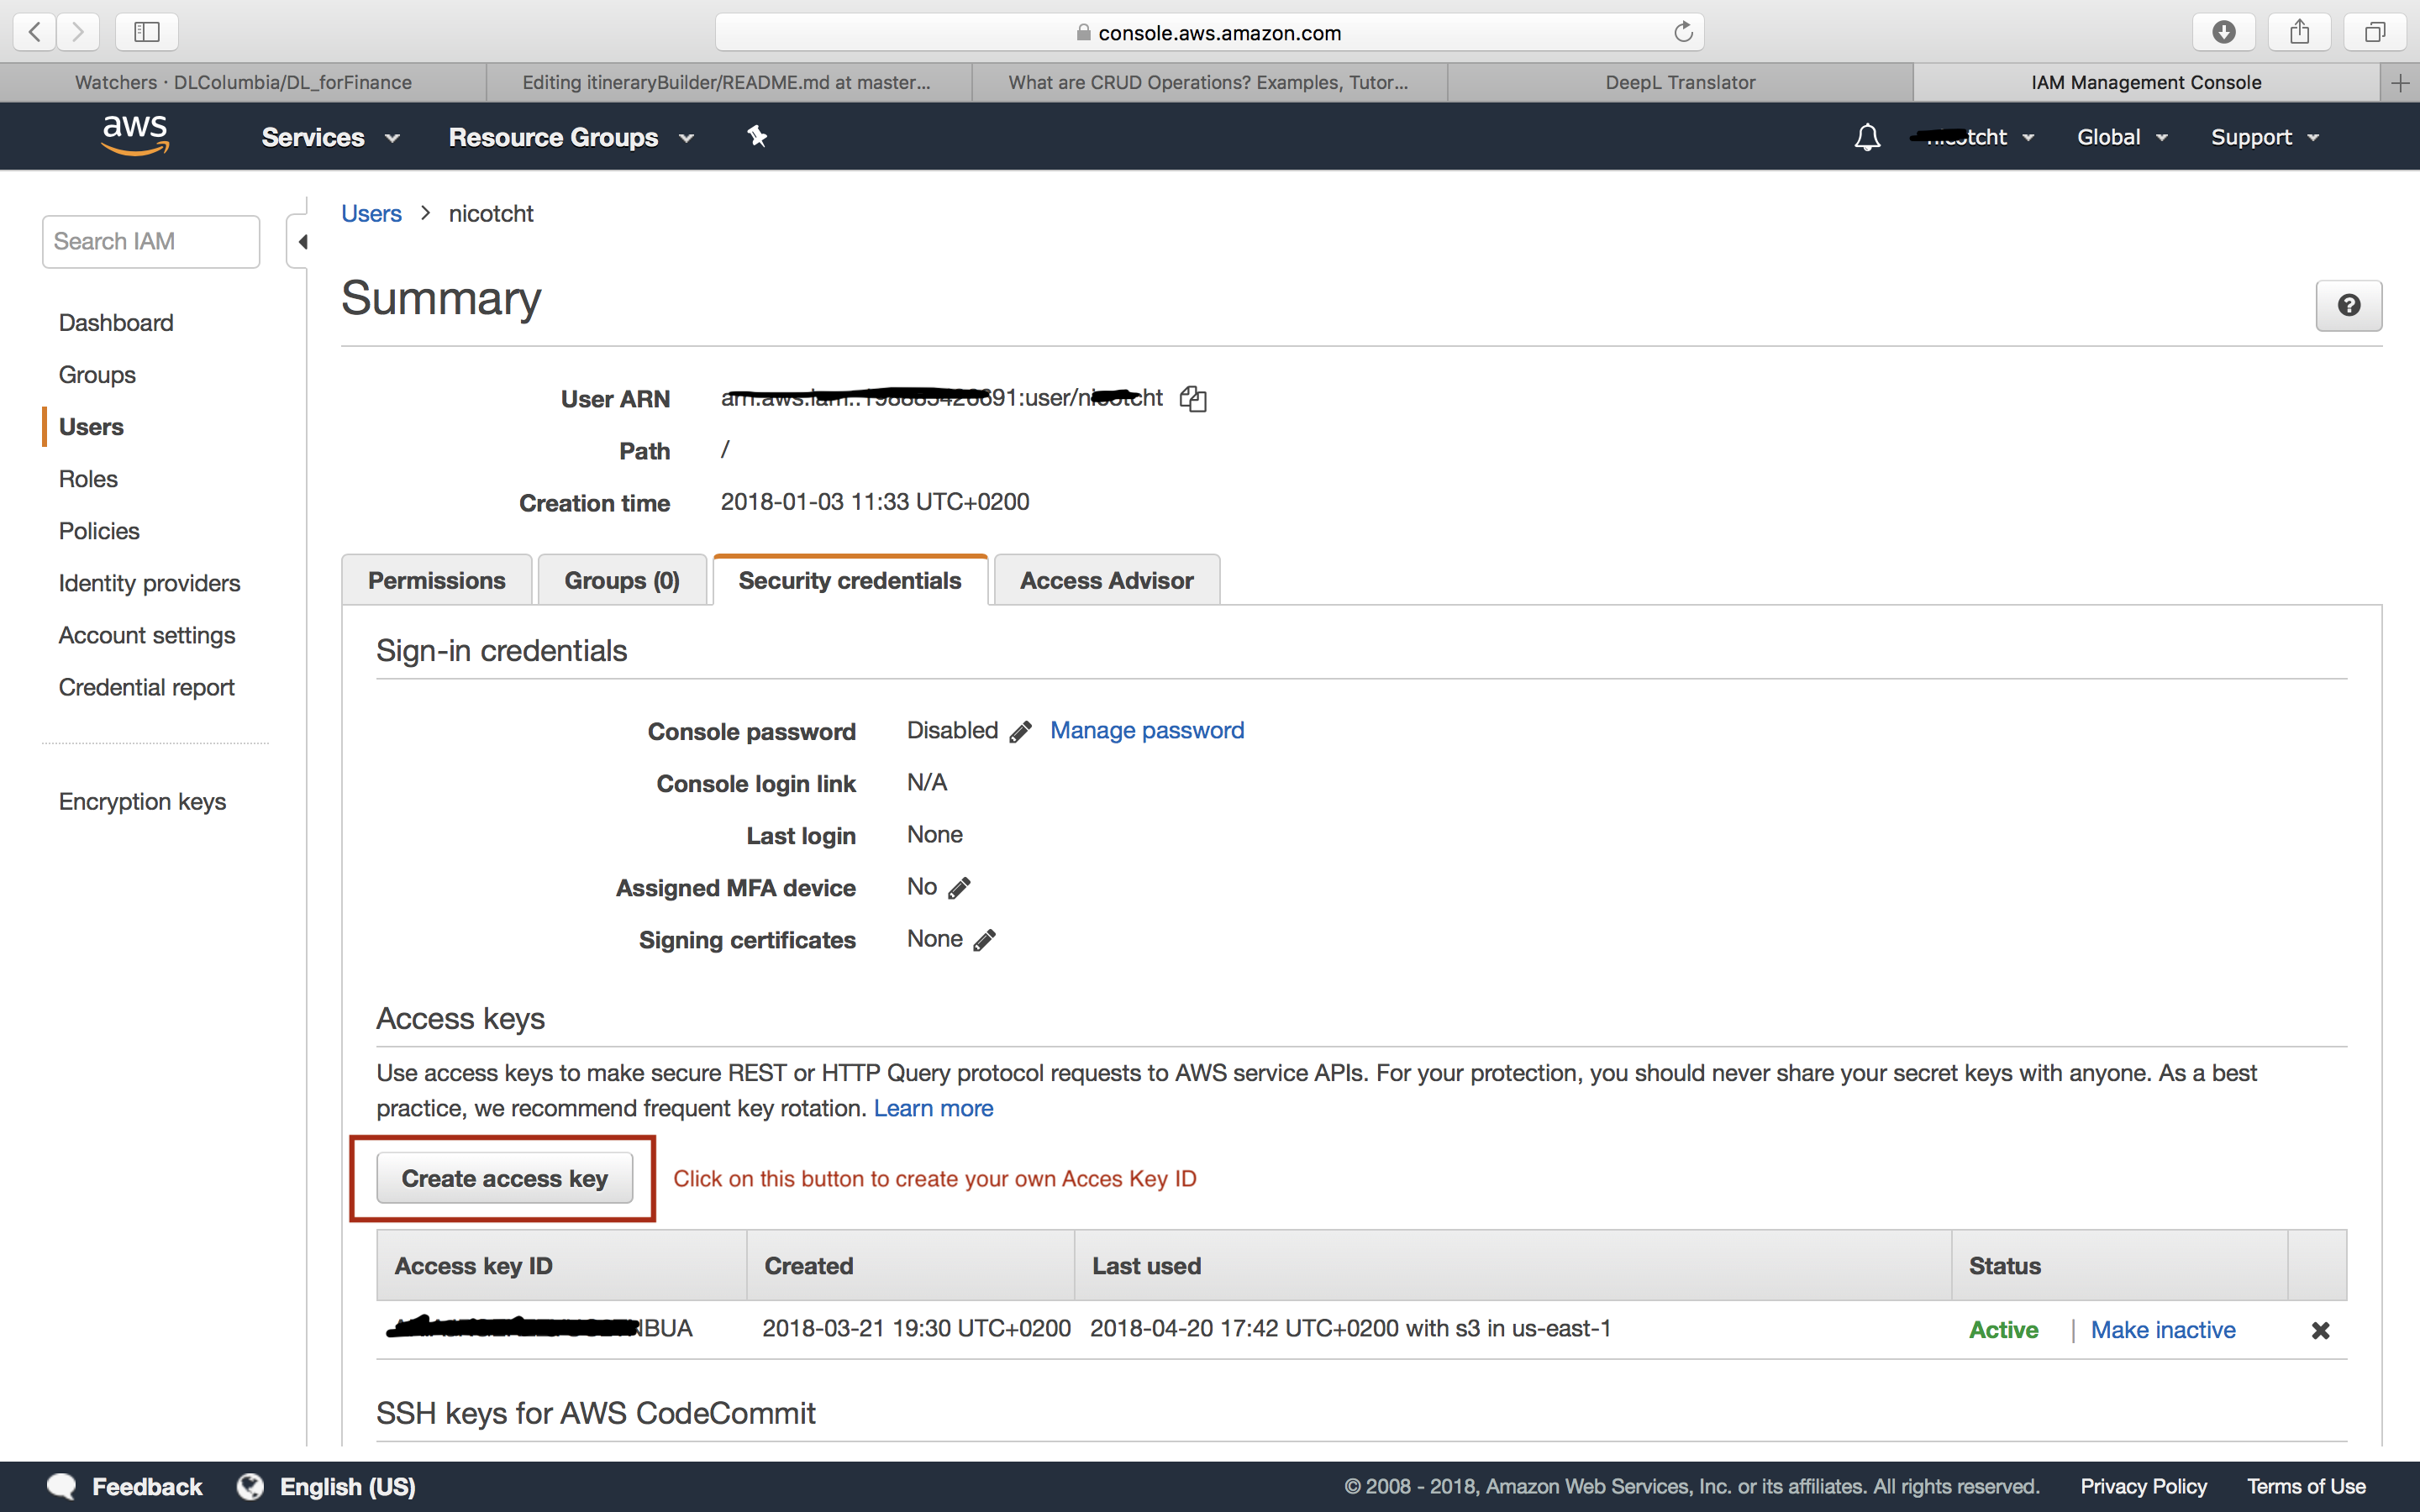 console.aws.amazon.com
Watchers · DLColumbia/DL_forFinance
Editing itineraryBuilder/README.md at master...
What are CRUD Operations? Examples, Tutor...
DeepL Translator
IAM Management Console
aws
Services
Resource Groups
tcht
Global
Support
Search IAM
Dashboard
Groups
Users
Roles
Policies
Identity providers
Account settings
Credential report
Encryption keys
Users > nicotcht
Summary
User ARN
91:user/ cht
Path /
Creation time 2018-01-03 11:33 UTC+0200
Permissions
Groups (0)
Security credentials
Access Advisor
Sign-in credentials
Console password Disabled Manage password
Console login link N/A
Last login None
Assigned MFA device No
Signing certificates None
Access keys
Use access keys to make secure REST or HTTP Query protocol requests to AWS service APIs. For your protection, you should never share your secret keys with anyone. As a best
practice, we recommend frequent key rotation. Learn more
Create access key
Click on this button to create your own Acces Key ID
Access key ID Created Last used Status
BUA 2018-03-21 19:30 UTC+0200 2018-04-20 17:42 UTC+0200 with s3 in us-east-1 Active | Make inactive
SSH keys for AWS CodeCommit
Feedback
English (US)
© 2008 - 2018, Amazon Web Services, Inc. or its affiliates. All rights reserved.
Privacy Policy
Terms of Use